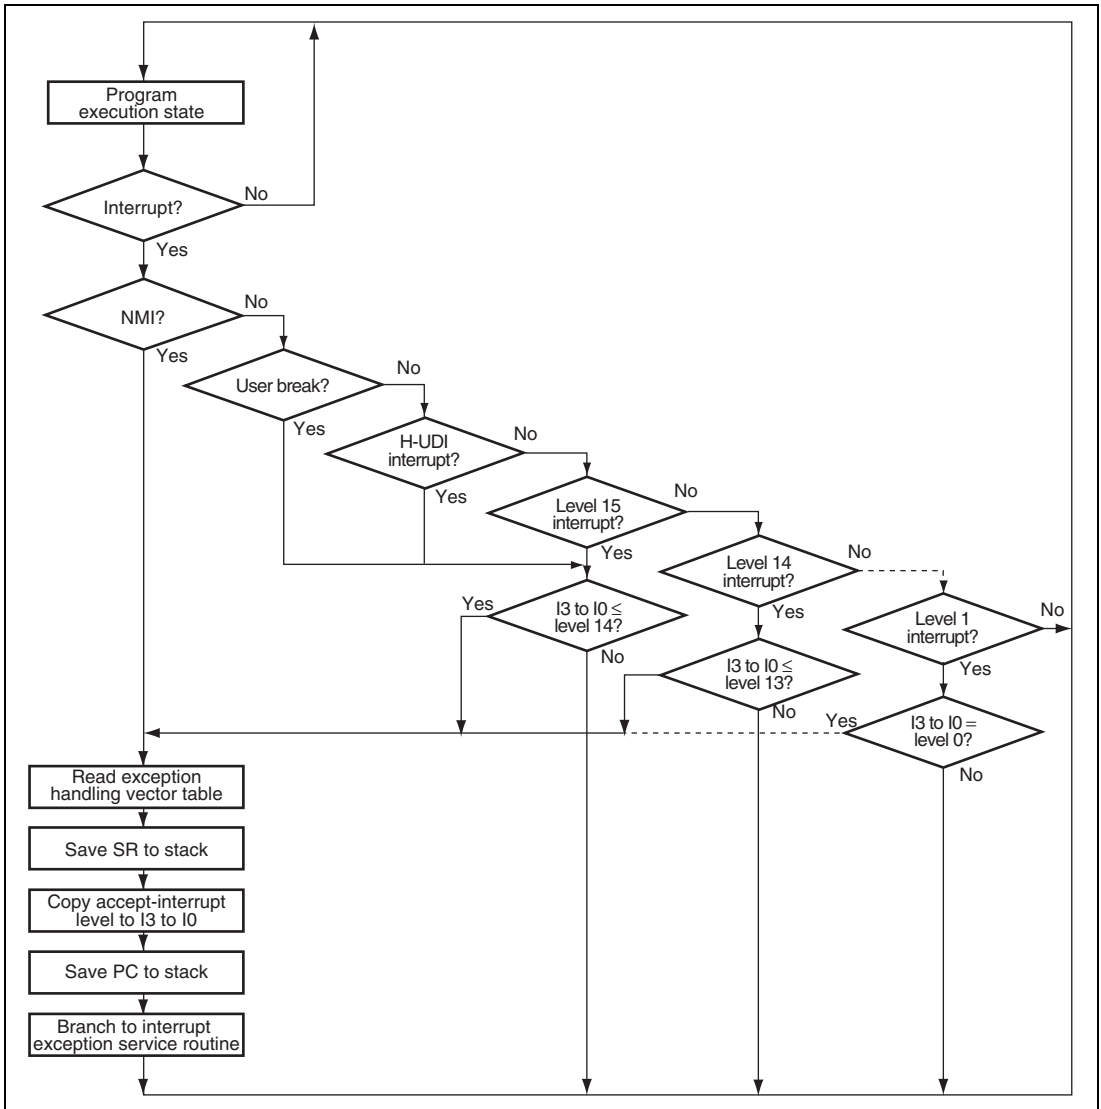 Program
execution state
Interrupt?
No
Yes
NMI?
No
Yes
User break?
No
Yes
H-UDI
interrupt?
No
Yes
Level 15
interrupt?
No
Yes
Level 14
interrupt?
No
Yes
Level 1
interrupt?
No
Yes
I3 to I0 ≤
level 14?
Yes
No
I3 to I0 ≤
level 13?
No
I3 to I0 =
level 0?
Yes
No
Read exception
handling vector table
Save SR to stack
Copy accept-interrupt
level to I3 to I0
Save PC to stack
Branch to interrupt
exception service routine